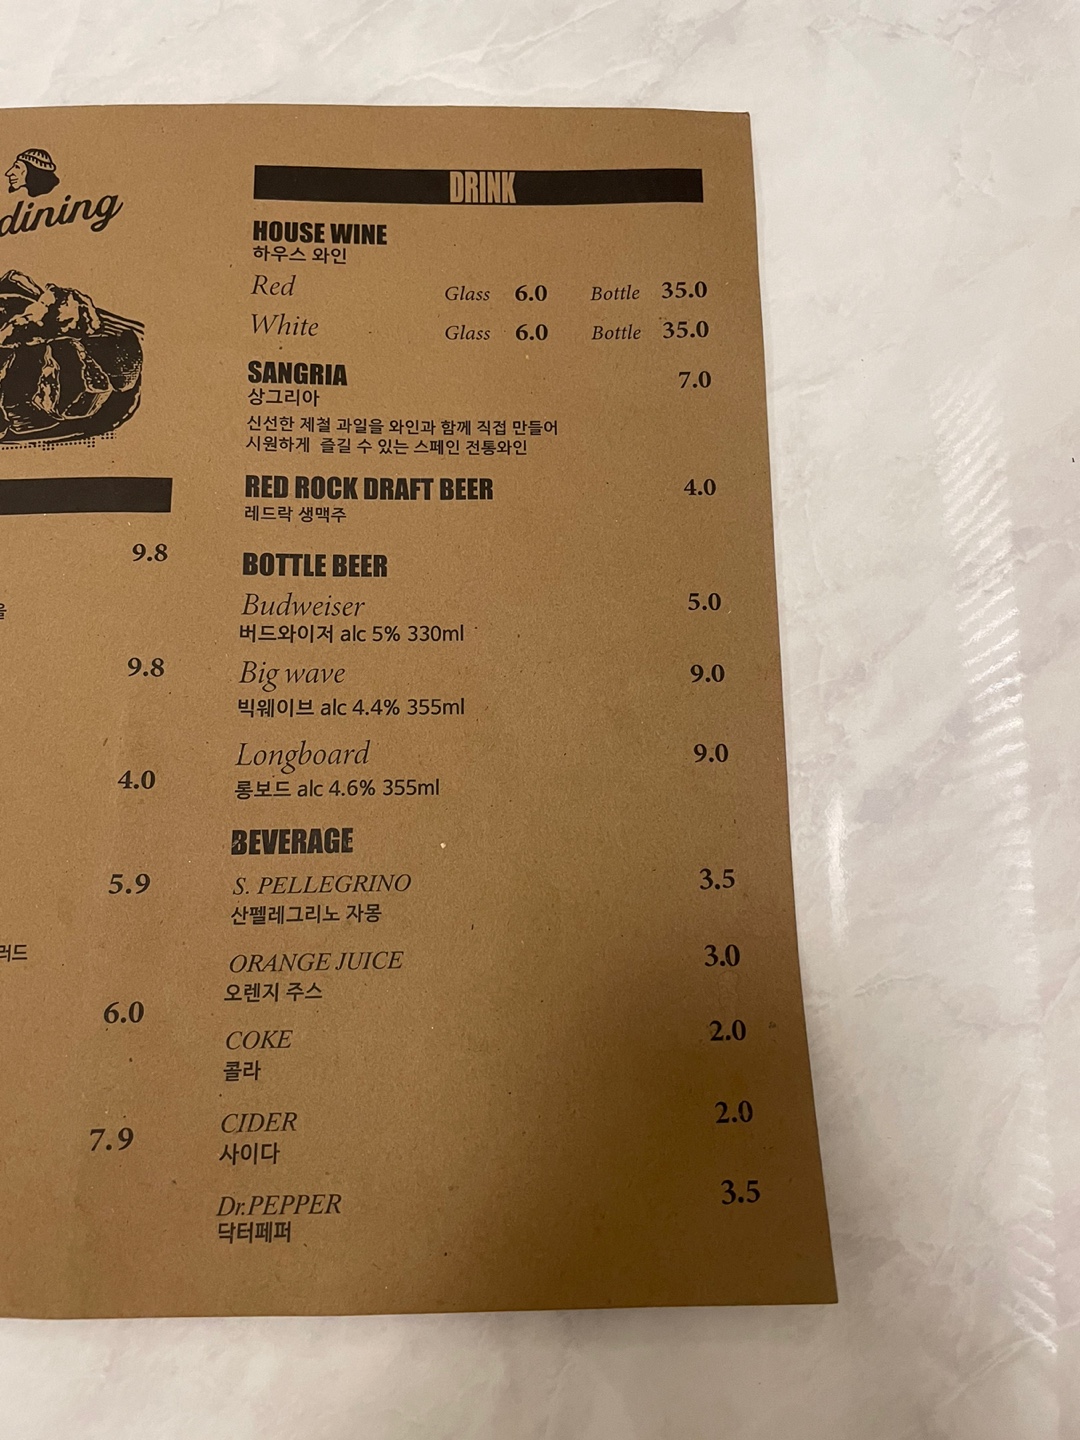 dining
9.8
을
9.8
4.0
5.9
러드
6.0
7.9
DRINK
HOUSE WINE
하우스 와인
Red Glass 6.0 Bottle 35.0
White Glass 6.0 Bottle 35.0
SANGRIA 7.0
상그리아
신선한 제철 과일을 와인과 함께 직접 만들어
시원하게 즐길 수 있는 스페인 전통와인
RED ROCK DRAFT BEER 4.0
레드락 생맥주
BOTTLE BEER
Budweiser 5.0
버드와이저 alc 5% 330ml
Big wave 9.0
빅웨이브 alc 4.4% 355ml
Longboard 9.0
롱보드 alc 4.6% 355ml
BEVERAGE
S. PELLEGRINO 3.5
산펠레그리노 자몽
ORANGE JUICE 3.0
오렌지 주스
COKE 2.0
콜라
CIDER 2.0
사이다
Dr.PEPPER 3.5
닥터페퍼